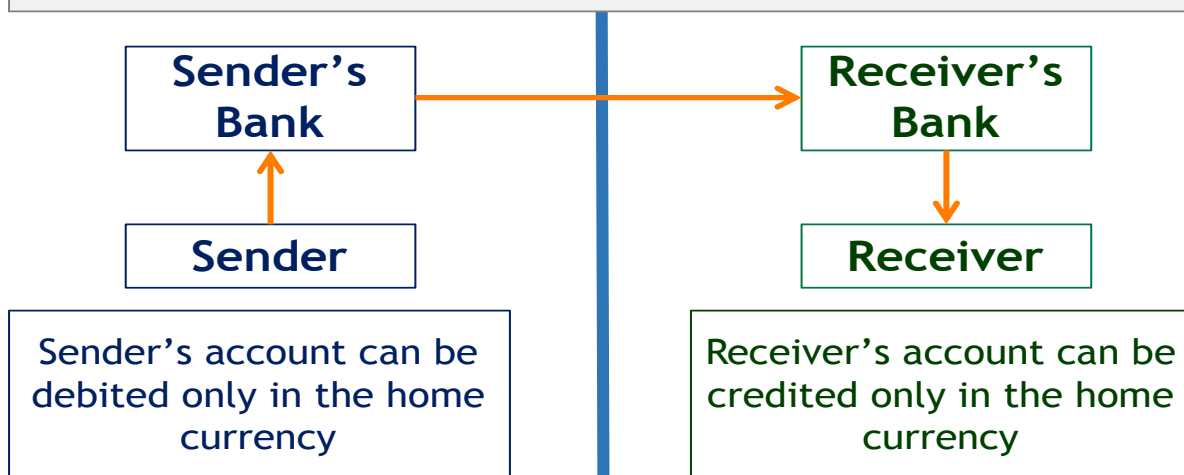 Sender's
Bank
Receiver's
Bank
Sender
Receiver
Sender's account can be
debited only in the home
currency
Receiver's account can be
credited only in the home
currency